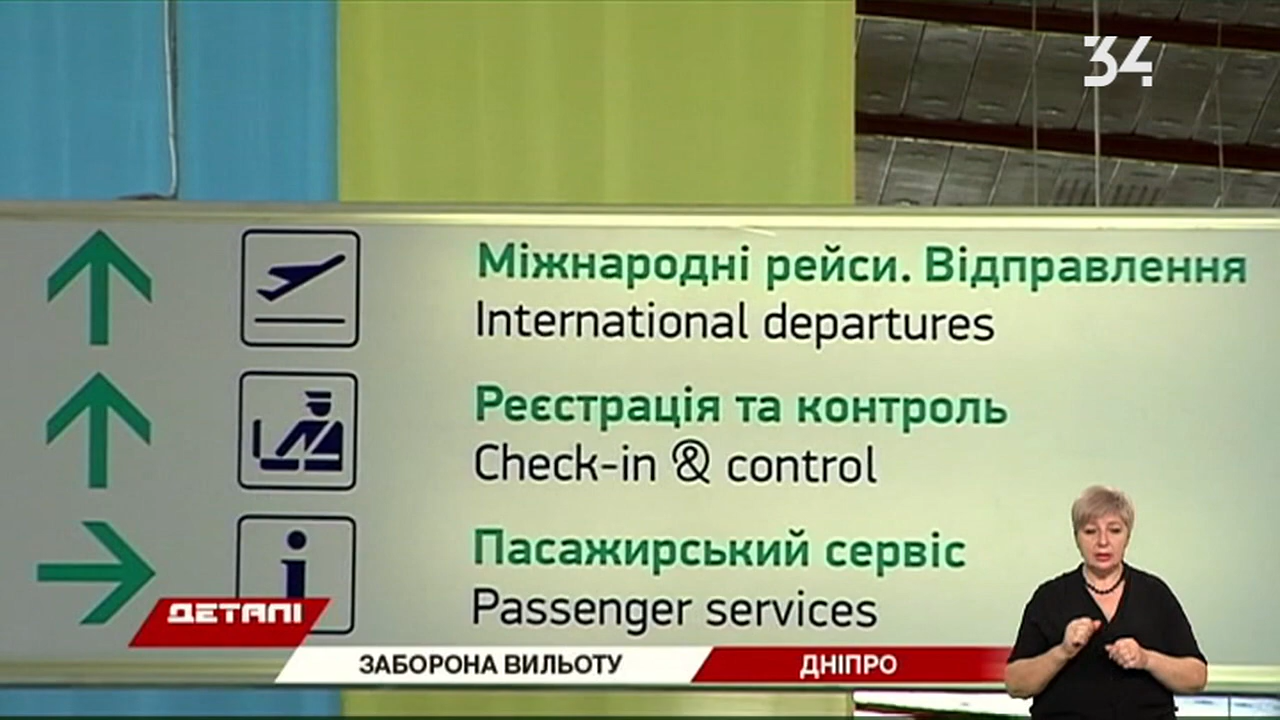 34
Міжнародні рейси. Відправлення
International departures
Реєстрація та контроль
Check-in & control
Пасажирський сервіс
Passenger services
ДЕТАЛІ
ЗАБОРОНА ВИЛЬОТУ
ДНІПРО